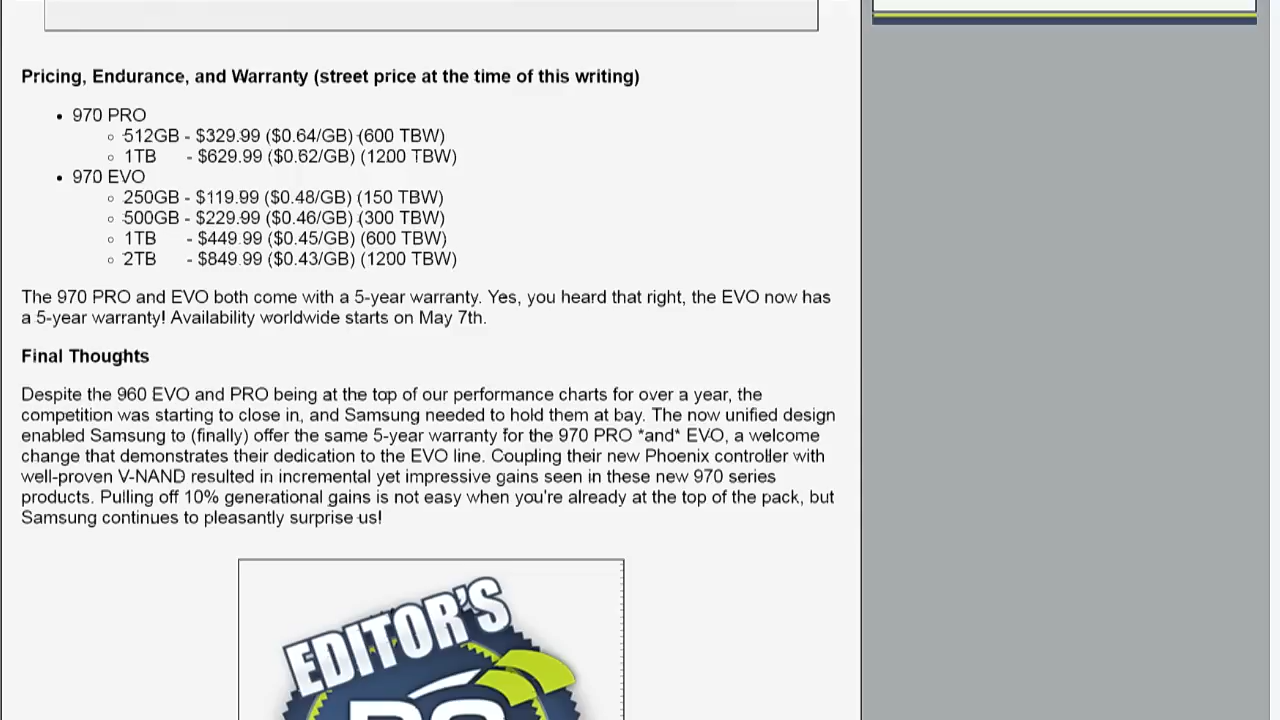 Pricing, Endurance, and Warranty (street price at the time of this writing)
• 970 PRO
○ 512GB - $329.99 ($0.64/GB) (600 TBW)
○ 1TB - $629.99 ($0.62/GB) (1200 TBW)
• 970 EVO
○ 250GB - $119.99 ($0.48/GB) (150 TBW)
○ 500GB - $229.99 ($0.46/GB) (300 TBW)
○ 1TB - $449.99 ($0.45/GB) (600 TBW)
○ 2TB - $849.99 ($0.43/GB) (1200 TBW)
The 970 PRO and EVO both come with a 5-year warranty. Yes, you heard that right, the EVO now has
a 5-year warranty! Availability worldwide starts on May 7th.
Final Thoughts
Despite the 960 EVO and PRO being at the top of our performance charts for over a year, the
competition was starting to close in, and Samsung needed to hold them at bay. The now unified design
enabled Samsung to (finally) offer the same 5-year warranty for the 970 PRO *and* EVO, a welcome
change that demonstrates their dedication to the EVO line. Coupling their new Phoenix controller with
well-proven V-NAND resulted in incremental yet impressive gains seen in these new 970 series
products. Pulling off 10% generational gains is not easy when you're already at the top of the pack, but
Samsung continues to pleasantly surprise us!
EDITOR'S